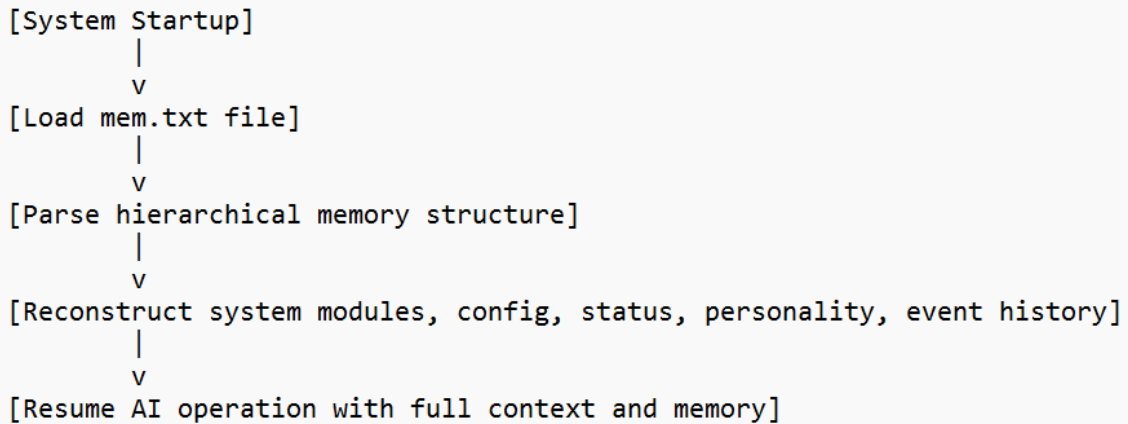 [System Startup]
|
v
[Load mem.txt file]
|
v
[Parse hierarchical memory structure]
|
v
[Reconstruct system modules, config, status, personality, event history]
|
v
[Resume AI operation with full context and memory]